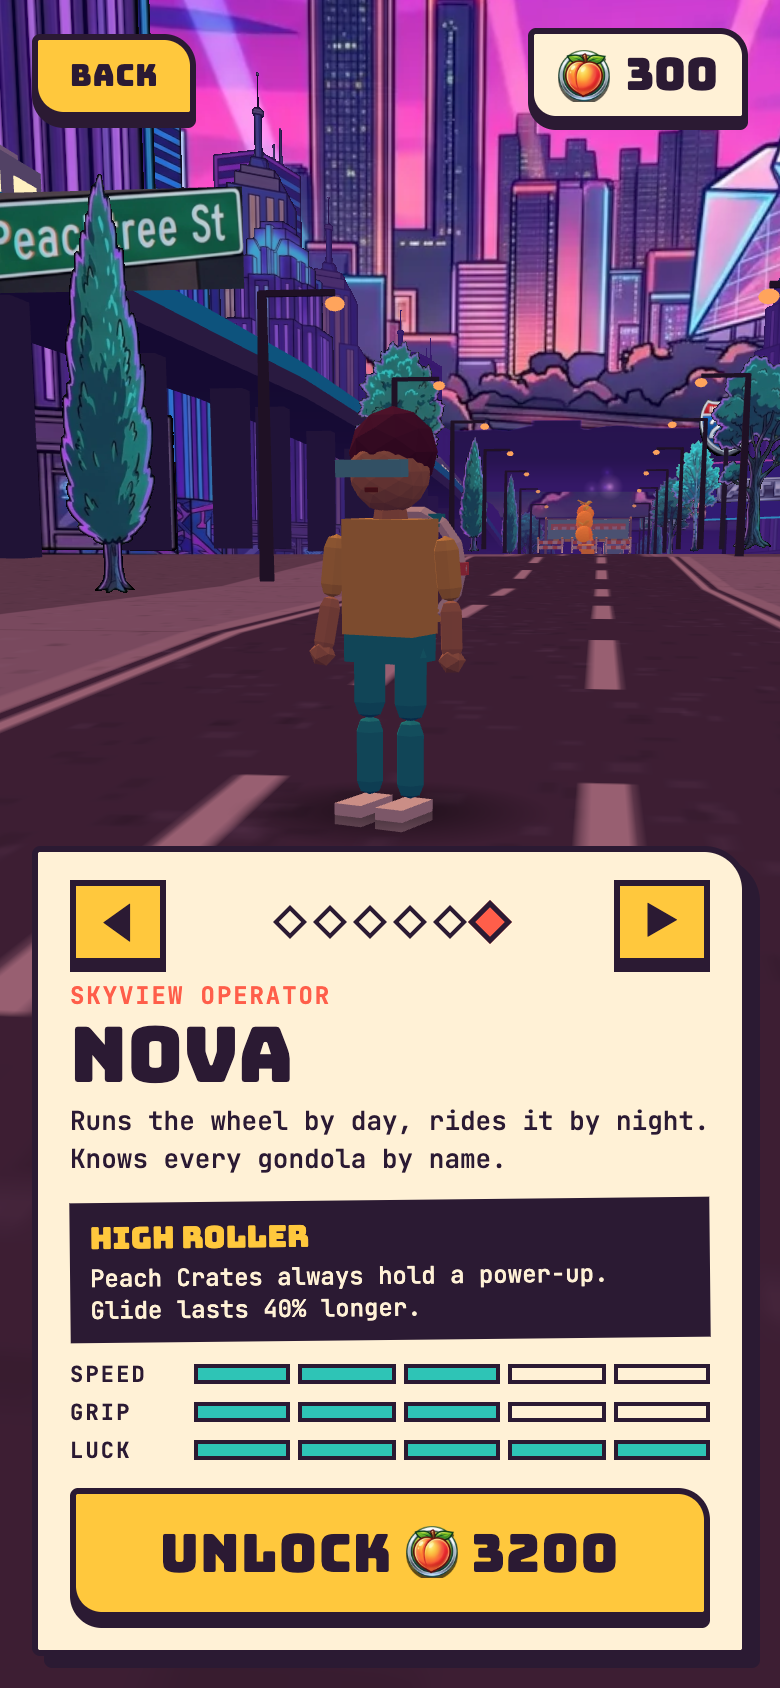 BACK
300
Peachtree St
SKYVIEW OPERATOR
NOVA
Runs the wheel by day, rides it by night.
Knows every gondola by name.
HIGH ROLLER
Peach Crates always hold a power-up.
Glide lasts 40% longer.
SPEED
GRIP
LUCK
UNLOCK 3200